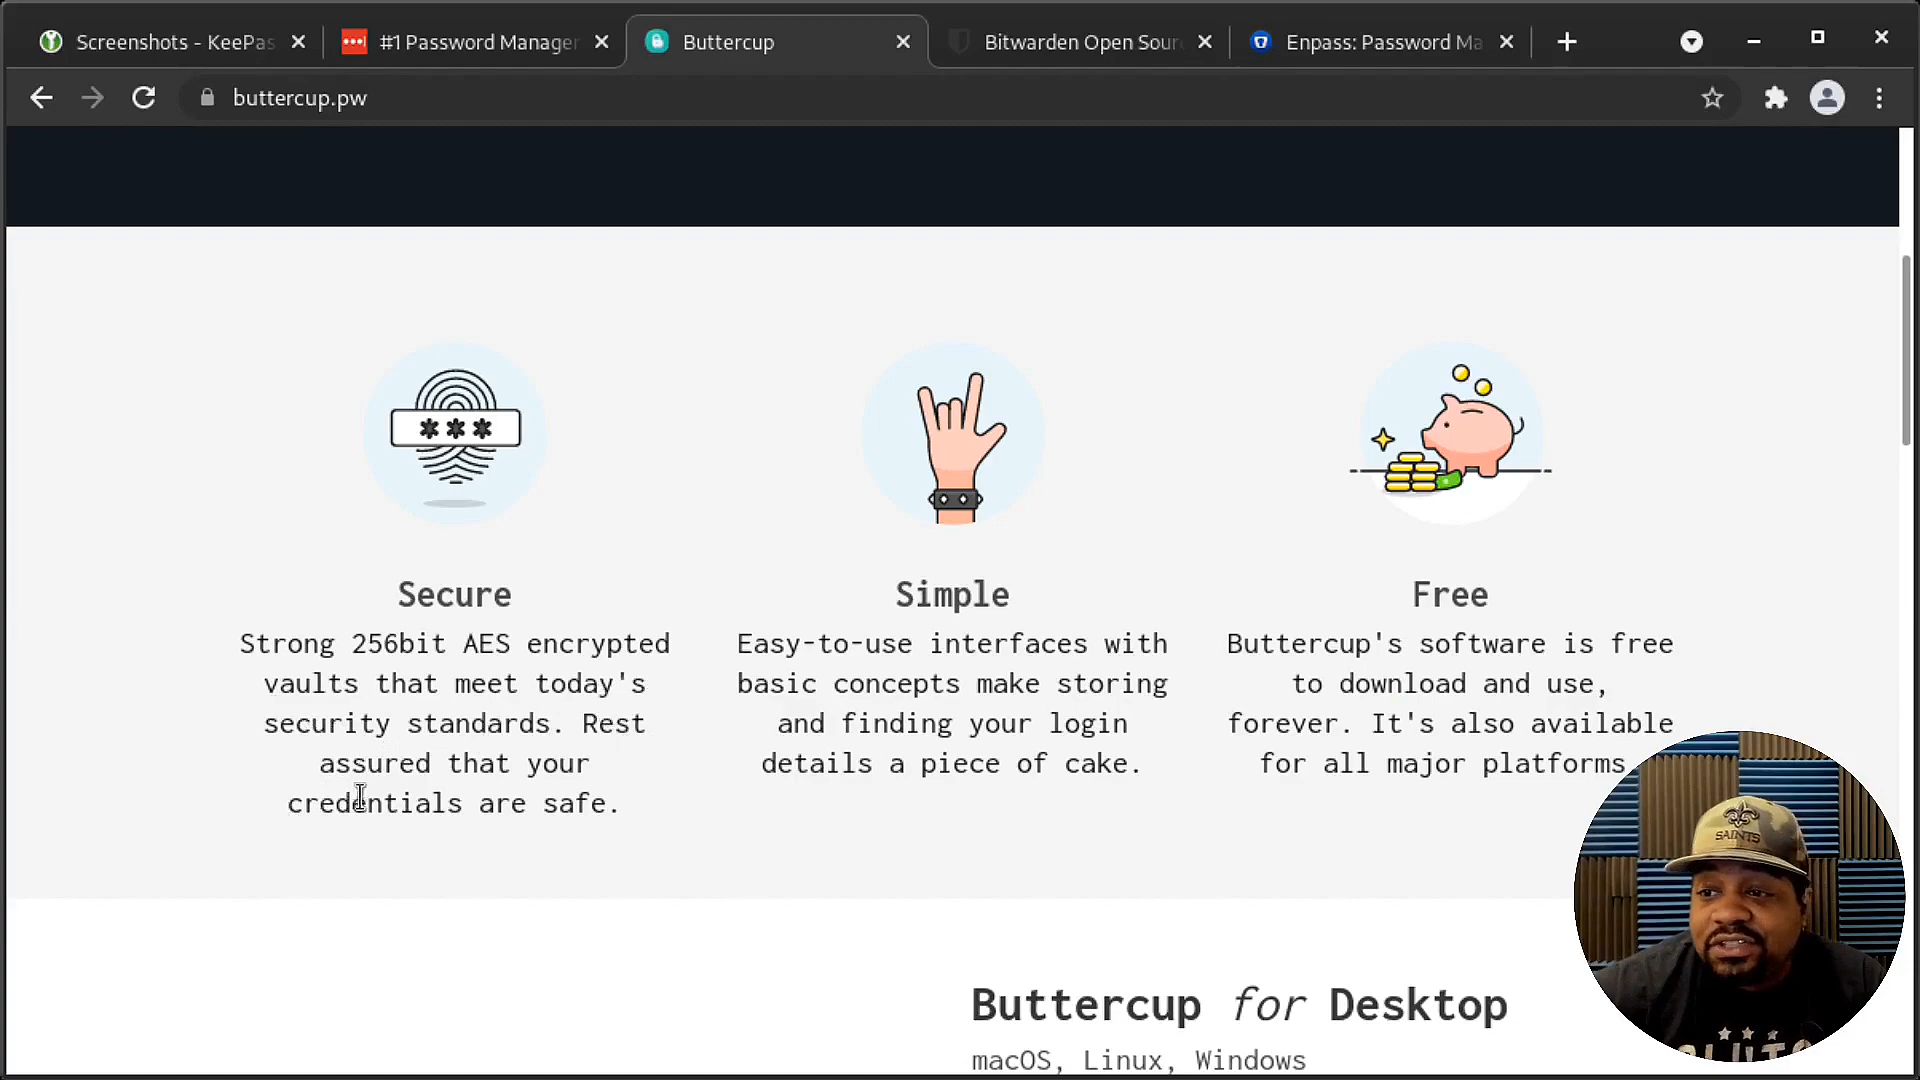 Screenshots - KeePas
#1 Password Manager
Buttercup
Bitwarden Open Sour
Enpass: Password Ma
buttercup.pw
***
Secure
Strong 256bit AES encrypted
vaults that meet today's
security standards. Rest
assured that your
credentials are safe.
Simple
Easy-to-use interfaces with
basic concepts make storing
and finding your login
details a piece of cake.
Free
Buttercup's software is free
to download and use,
forever. It's also available
for all major platforms
Buttercup for Desktop
macOS, Linux, Windows
SAINTS